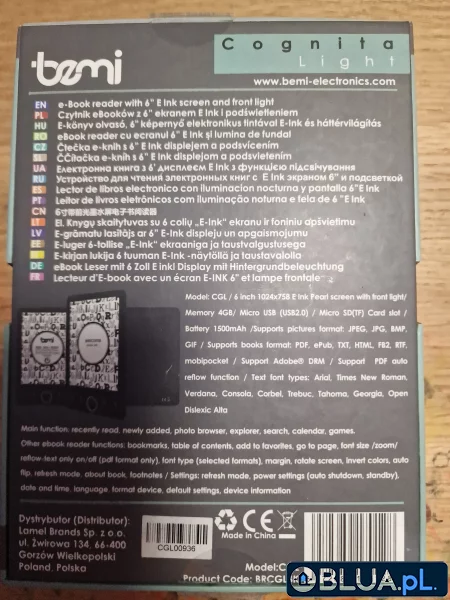 bemi
Cognita
Light
www.bemi-electronics.com
EN e-Book reader with 6" E Ink screen and front light
PL Czytnik eBooków z 6" ekranem E Ink i podświetleniem
HU E-könyv olvasó, 6" képernyő elektronikus tintával E-Ink és háttérvilágítás
RO eBook reader cu ecranul 6" E Ink și lumina de fundal
CZ Čtečka e-knih s 6" E Ink displejem a podsvícením
SL ČČítačka e-knih s 6" E Ink displejom a podsvietením
UA Електронна книга з 6' дисплеєм E Ink з функцією підсвічування
RU Устройство для чтения электронных книг с E Ink экраном 6" и подсветкой
ES Lector de libros electronico con iluminacion nocturna y pantalla 6"E Ink
PT Leitor de livros eletrônicos com iluminação noturna e tela de 6" E Ink
CN 6寸带前光墨水屏电子书阅读器
LT El. Knygų skaitytuvas su 6 colių „E-Ink" ekranu ir foniniu apšvietimu
LV E-grāmatu lasītājs ar 6" E-Ink displeju un apgaismojumu
EE E-luger 6-tollise „E-Ink" ekraaniga ja taustvalgustusega
FI E-kirjan lukija 6 tuuman E-Ink -näytöllä ja taustavalolla
DE eBook Leser mit 6 Zoll E inki Display mit Hintergrundbeleuchtung
FR Lecteur d'E-book avec un écran E-INK 6" et lampe frontale
Model: CGL / 6 inch 1024x758 E Ink Pearl screen with front light/
Memory 4GB/ Micro USB (USB2.0) / Micro SD(TF) Card slot /
Battery 1500mAh /Supports pictures format: JPEG, JPG, BMP,
GIF / Supports books format: PDF, ePub, TXT, HTML, FB2, RTF,
mobipocket / Support Adobe® DRM / Support PDF auto
reflow function / Text font types: Arial, Times New Roman,
Verdana, Consola, Corbel, Trebuc, Tahoma, Georgia, Open
Dislexic Alta
bemi
Main function: recently read, newly added, photo browser, explorer, search, calendar, games.
Other ebook reader functions: bookmarks, table of contents, add to favorites, go to page, font size /zoom/
reflow-text only on/off (pdf format only), font type (selected formats), margin, rotate screen, invert colors, auto
flip, refresh mode, about book, footnotes / Settings: refresh mode, power settings (auto shutdown, standby),
date and time, language, format device, default settings, device information
Dystrybutor (Distributor):
Lamel Brands Sp. z o.o.
ul. Żwirowa 134, 66-400
Gorzów Wielkopolski
Poland, Polska
CGL00936
CE
Model: C
Product Code: BRCGL
OBLUA.PL.